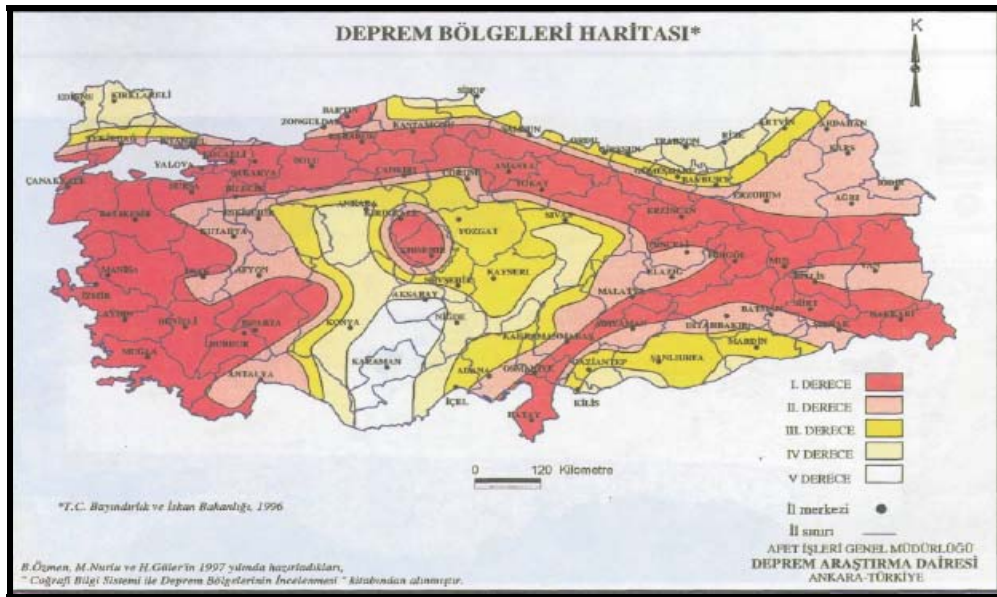 DEPREM BÖLGELERİ HARİTASI*
K
EDİRNE
KIRKLARELİ
TEKİRDAĞ
İSTANBUL
KOCAELİ
YALOVA
SAKARYA
ÇANAKKALE
BURSA
BİLECİK
BALIKESİR
ESKİŞEHİR
KÜTAHYA
MANİSA
UŞAK
AFYON
İZMİR
AYDIN
DENİZLİ
ISPARTA
BURDUR
MUĞLA
ANTALYA
ZONGULDAK
BARTIN
KARABÜK
BOLU
KASTAMONU
SİNOP
SAMSUN
ÇANKIRI
ÇORUM
AMASYA
TOKAT
ORDU
GİRESUN
TRABZON
RİZE
ARTVİN
ARDAHAN
KARS
GÜMÜŞHANE
BAYBURT
ERZURUM
IĞDIR
AĞRI
ANKARA
KIRIKKALE
KIRŞEHİR
YOZGAT
SİVAS
ERZİNCAN
TUNCELİ
BİNGÖL
MUŞ
BİTLİS
VAN
ELAZIĞ
MALATYA
NEVŞEHİR
KAYSERİ
AKSARAY
NİĞDE
KONYA
KARAMAN
KAHRAMANMARAŞ
ADIYAMAN
DİYARBAKIR
BATMAN
SİİRT
ŞIRNAK
HAKKARİ
MARDİN
ŞANLIURFA
GAZİANTEP
ADANA
OSMANİYE
İÇEL
KİLİS
HATAY
I. DERECE
II. DERECE
III. DERECE
IV DERECE
V DERECE
0 120 Kilometre
İl merkezi
İl sınırı
*T.C. Bayındırlık ve İskan Bakanlığı, 1996
AFET İŞLERİ GENEL MÜDÜRLÜĞÜ
DEPREM ARAŞTIRMA DAİRESİ
ANKARA-TÜRKİYE
B.Özmen, M.Nurlu ve H.Güler'in 1997 yılında hazırladıkları,
" Coğrafi Bilgi Sistemi ile Deprem Bölgelerinin İncelenmesi " kitabından alınmıştır.